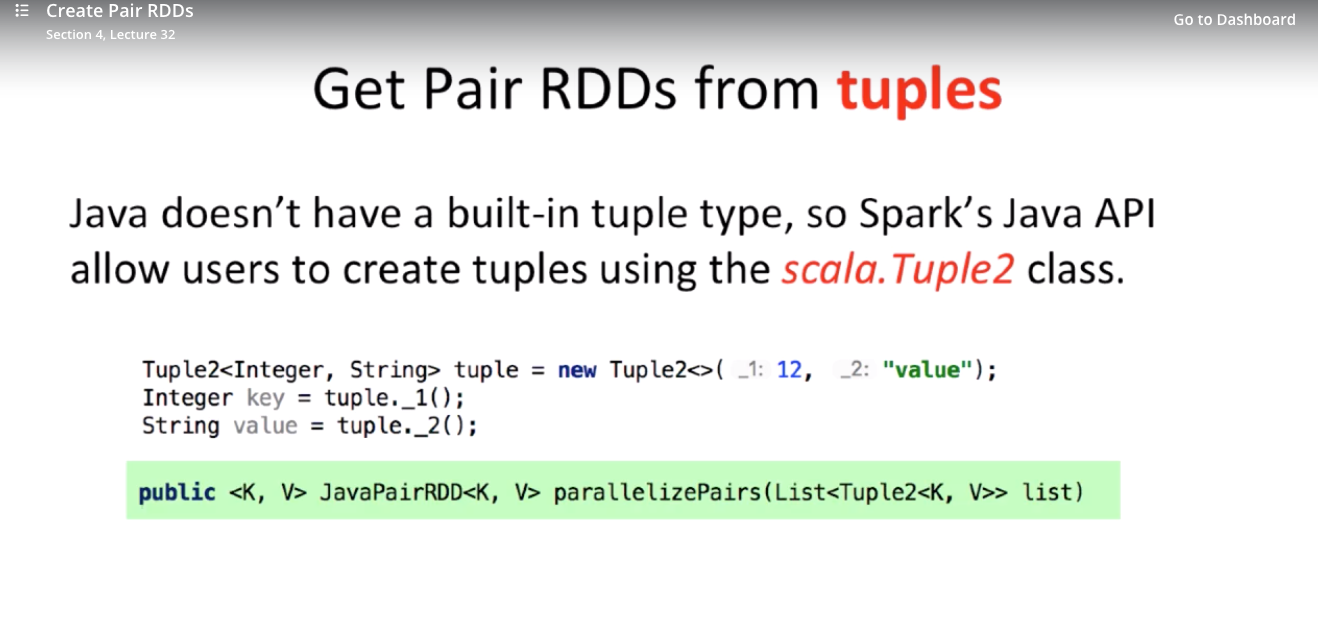 Create Pair RDDs
Section 4, Lecture 32
Go to Dashboard
Get Pair RDDs from tuples
Java doesn't have a built-in tuple type, so Spark's Java API
allow users to create tuples using the scala.Tuple2 class.
Tuple2<Integer, String> tuple = new Tuple2<>( _1: 12,  _2: "value");
Integer key = tuple._1();
String value = tuple._2();
public <K, V> JavaPairRDD<K, V> parallelizePairs(List<Tuple2<K, V>> list)